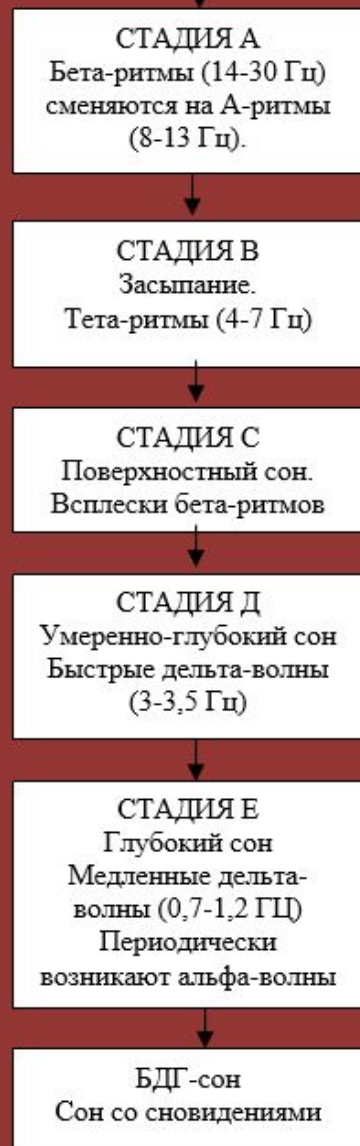 СТАДИЯ А
Бета-ритмы (14-30 Гц)
сменяются на А-ритмы
(8-13 Гц).
СТАДИЯ В
Засыпание.
Тета-ритмы (4-7 Гц)
СТАДИЯ С
Поверхностный сон.
Всплески бета-ритмов
СТАДИЯ Д
Умеренно-глубокий сон
Быстрые дельта-волны
(3-3,5 Гц)
СТАДИЯ Е
Глубокий сон
Медленные дельта-
волны (0,7-1,2 ГЦ)
Периодически
возникают альфа-волны
БДГ-сон
Сон со сновидениями